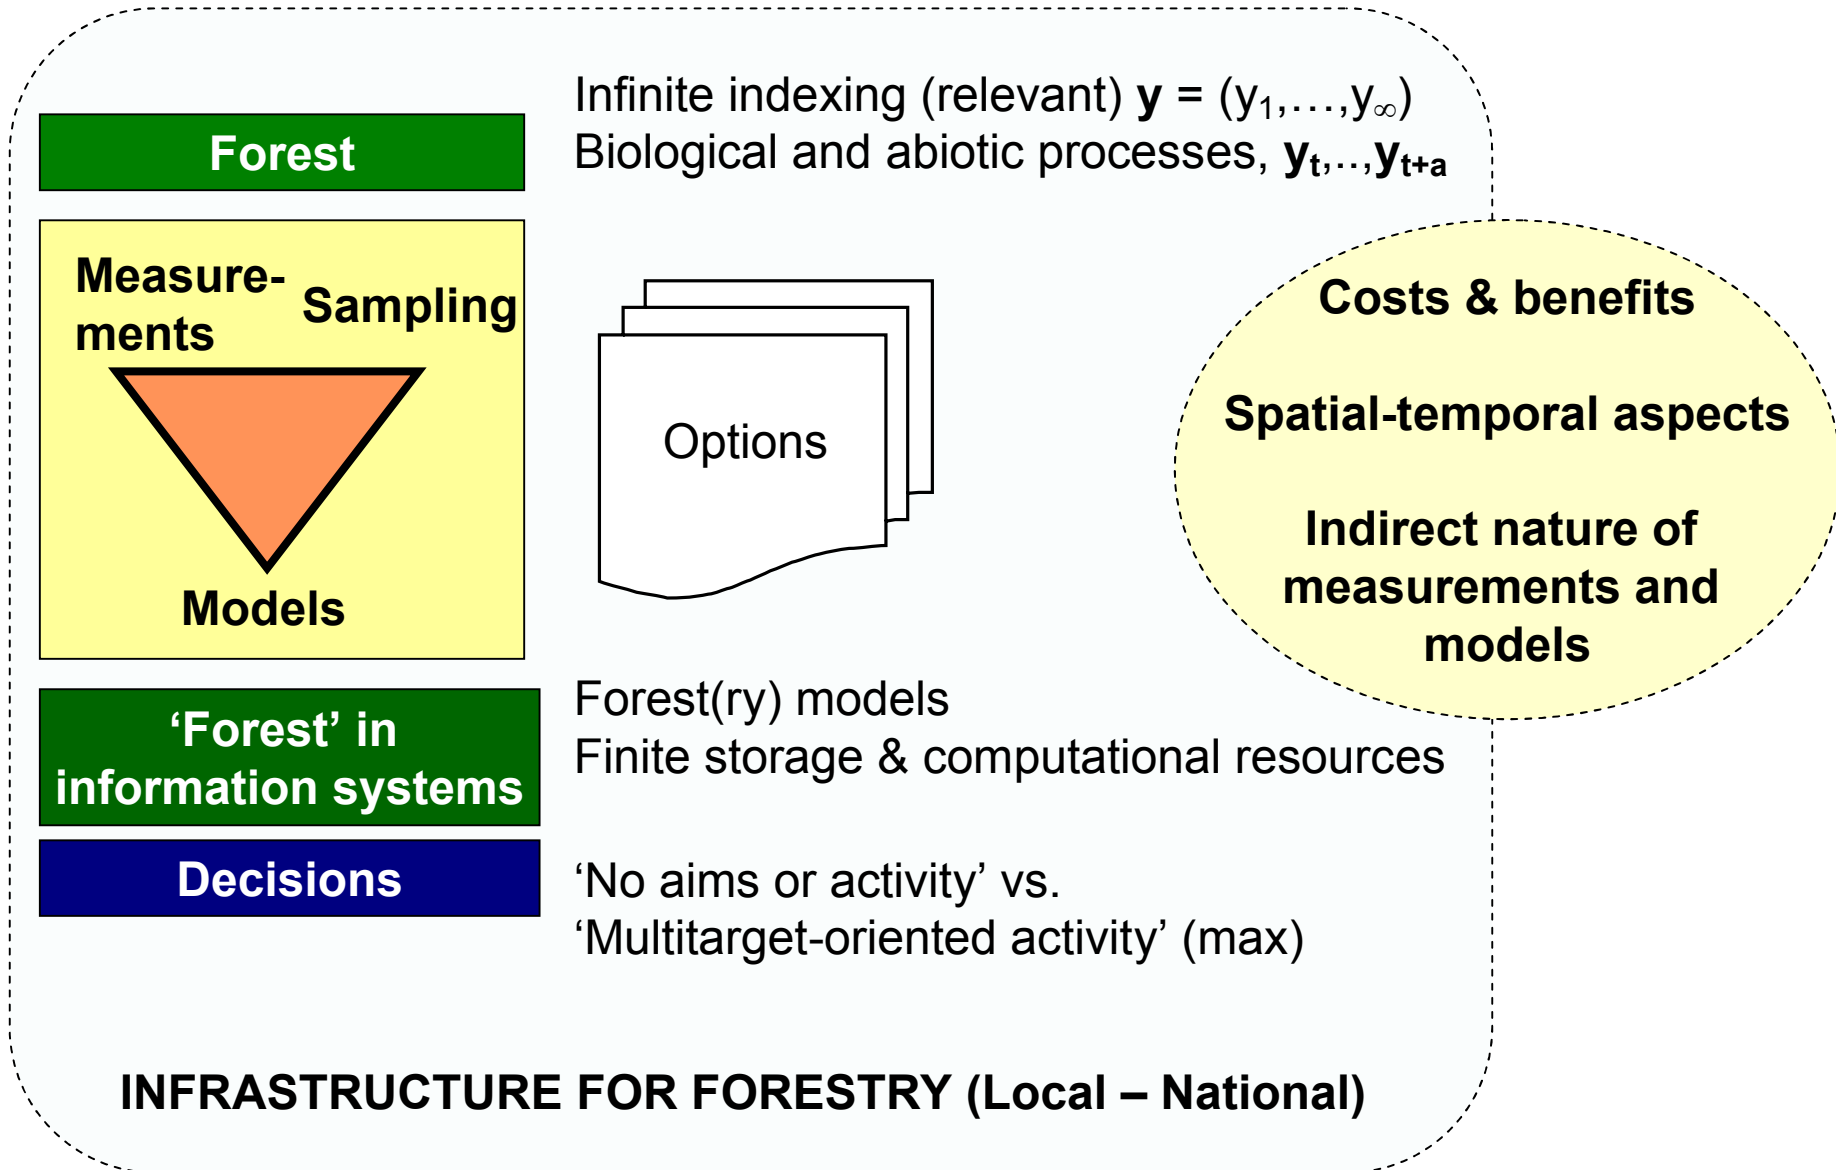 Infinite indexing (relevant) y = (y₁,…,y∞)
Forest
Biological and abiotic processes, yₜ,..,yₜ₊ₐ
Measure-
ments
Sampling
Models
Options
Costs & benefits
Spatial-temporal aspects
Indirect nature of
measurements and
models
‘Forest’ in
information systems
Forest(ry) models
Finite storage & computational resources
Decisions
‘No aims or activity’ vs.
‘Multitarget-oriented activity’ (max)
INFRASTRUCTURE FOR FORESTRY (Local – National)